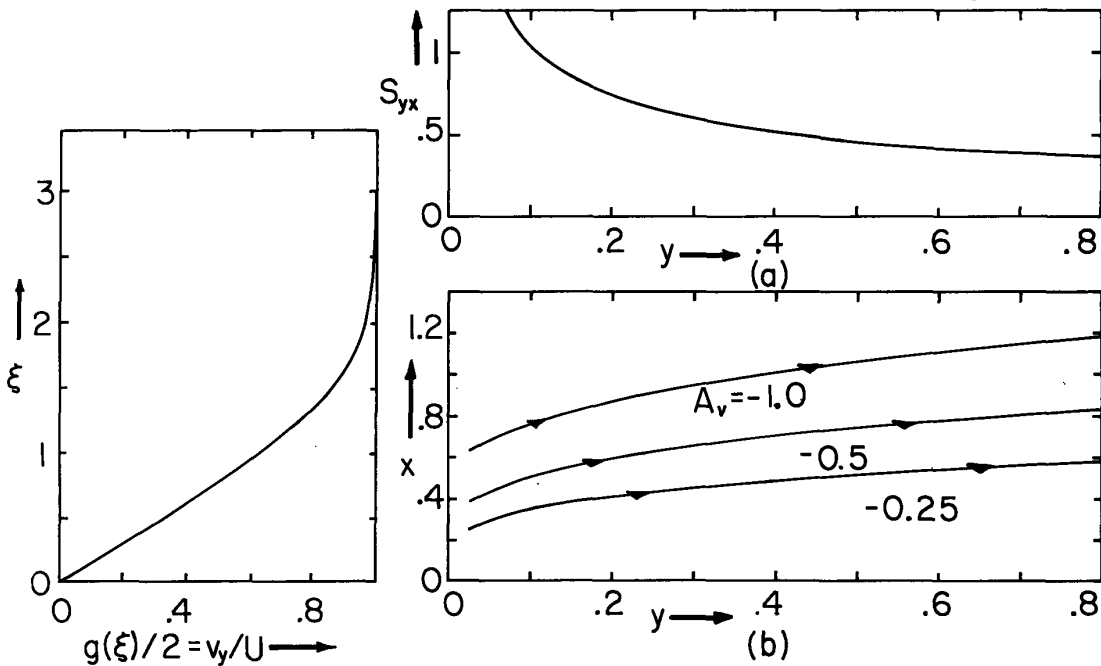 ξ
3
2
1
0
0 .4 .8
g(ξ)/2 = v_y/U
S_yx
1
.5
0
0 .2 .4 .6 .8
y
(a)
x
1.2
.8
.4
0
A_v=-1.0
-0.5
-0.25
0 .2 .4 .6 .8
y
(b)